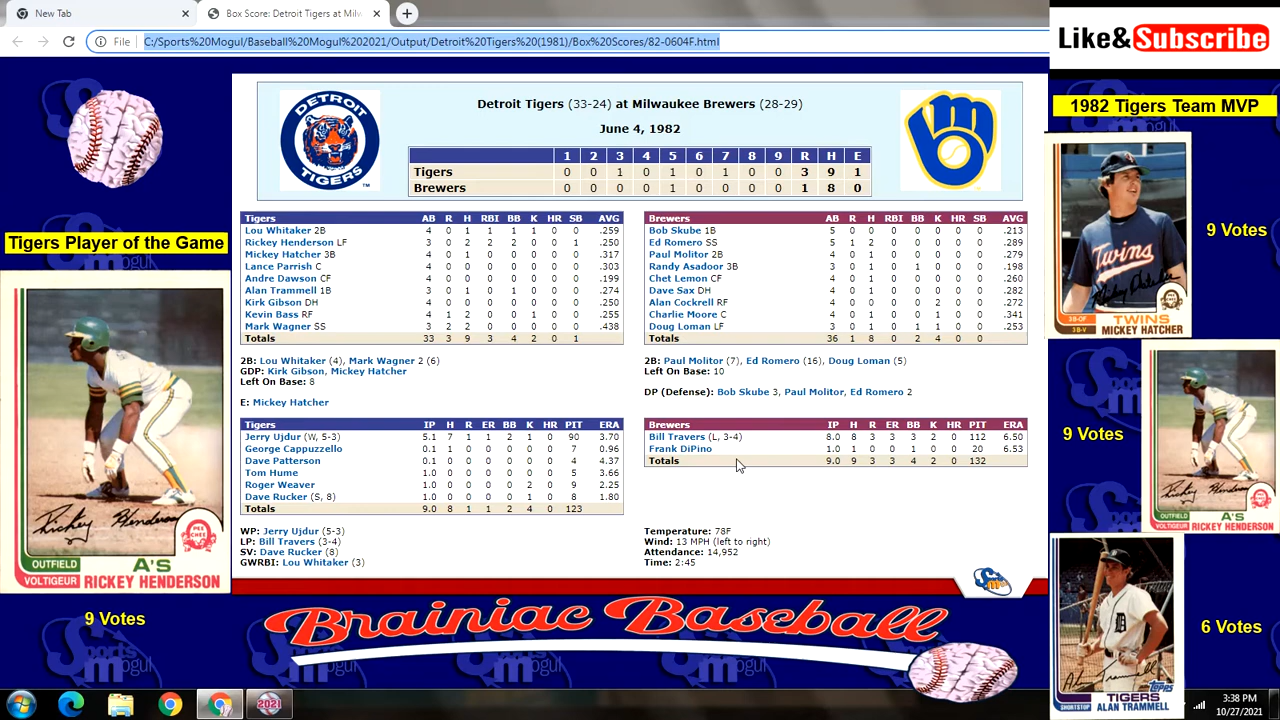 New Tab
Box Score: Detroit Tigers at Milw
File C:/Sports%20Mogul/Baseball%20Mogul%202021/Output/Detroit%20Tigers%20(1981)/Box%20Scores/82-0604F.html
Like&Subscribe
Detroit Tigers (33-24) at Milwaukee Brewers (28-29)
June 4, 1982
1 2 3 4 5 6 7 8 9 R H E
Tigers 0 0 1 0 1 0 1 0 0 3 9 1
Brewers 0 0 0 0 1 0 0 0 0 1 8 0
DETROIT
TIGERS
Tigers Player of the Game
Tigers AB R H RBI BB K HR SB AVG
Lou Whitaker 2B 4 0 1 1 1 1 0 0 .259
Rickey Henderson LF 3 0 2 2 2 0 0 1 .250
Mickey Hatcher 3B 4 0 1 0 0 0 0 0 .317
Lance Parrish C 4 0 0 0 0 0 0 0 .303
Andre Dawson CF 4 0 0 0 0 0 0 0 .199
Alan Trammell 1B 3 0 1 0 1 0 0 0 .274
Kirk Gibson DH 4 0 0 0 0 0 0 0 .250
Kevin Bass RF 4 1 2 0 0 1 0 0 .255
Mark Wagner SS 3 2 2 0 0 0 0 0 .438
Totals 33 3 9 3 4 2 0 1
2B: Lou Whitaker (4), Mark Wagner 2 (6)
GDP: Kirk Gibson, Mickey Hatcher
Left On Base: 8
E: Mickey Hatcher
Brewers AB R H RBI BB K HR SB AVG
Bob Skube 1B 5 0 0 0 0 0 0 0 .213
Ed Romero SS 5 1 2 0 0 0 0 0 .289
Paul Molitor 2B 4 0 1 0 0 0 0 0 .279
Randy Asadoor 3B 3 0 1 0 1 0 0 0 .198
Chet Lemon CF 4 0 1 0 0 0 0 0 .260
Dave Sax DH 4 0 1 0 0 0 0 0 .282
Alan Cockrell RF 4 0 0 0 0 2 0 0 .272
Charlie Moore C 4 0 1 0 0 1 0 0 .341
Doug Loman LF 3 0 1 0 1 1 0 0 .253
Totals 36 1 8 0 2 4 0 0
2B: Paul Molitor (7), Ed Romero (16), Doug Loman (5)
Left On Base: 10
DP (Defense): Bob Skube 3, Paul Molitor, Ed Romero 2
Tigers IP H R ER BB K HR PIT ERA
Jerry Ujdur (W, 5-3) 5.1 7 1 1 2 1 0 90 3.70
George Cappuzzello 0.1 1 0 0 0 0 0 7 0.96
Dave Patterson 0.1 0 0 0 0 0 0 4 4.37
Tom Hume 1.0 0 0 0 0 0 0 5 3.66
Roger Weaver 1.0 0 0 0 0 2 0 9 2.25
Dave Rucker (S, 8) 1.0 0 0 0 0 1 0 8 1.80
Totals 9.0 8 1 1 2 4 0 123
Brewers IP H R ER BB K HR PIT ERA
Bill Travers (L, 3-4) 8.0 8 3 3 3 2 0 112 6.50
Frank DiPino 1.0 1 0 0 1 0 0 20 6.53
Totals 9.0 9 3 3 4 2 0 132
WP: Jerry Ujdur (5-3)
LP: Bill Travers (3-4)
SV: Dave Rucker (8)
GWRBI: Lou Whitaker (3)
Temperature: 78F
Wind: 13 MPH (left to right)
Attendance: 14,952
Time: 2:45
Rickey Henderson
OUTFIELD
VOLTIGEUR
A'S
RICKEY HENDERSON
9 Votes
Brainiac Baseball
1982 Tigers Team MVP
Twins
3B-OF
3B-V
TWINS
MICKEY HATCHER
9 Votes
9 Votes
OUTFIELD
VOLTIGEUR
A'S
RICKEY HENDERSON
6 Votes
Topps
SHORTSTOP
TIGERS
ALAN TRAMMELL
Sports Mogul
2021
3:38 PM
10/27/2021